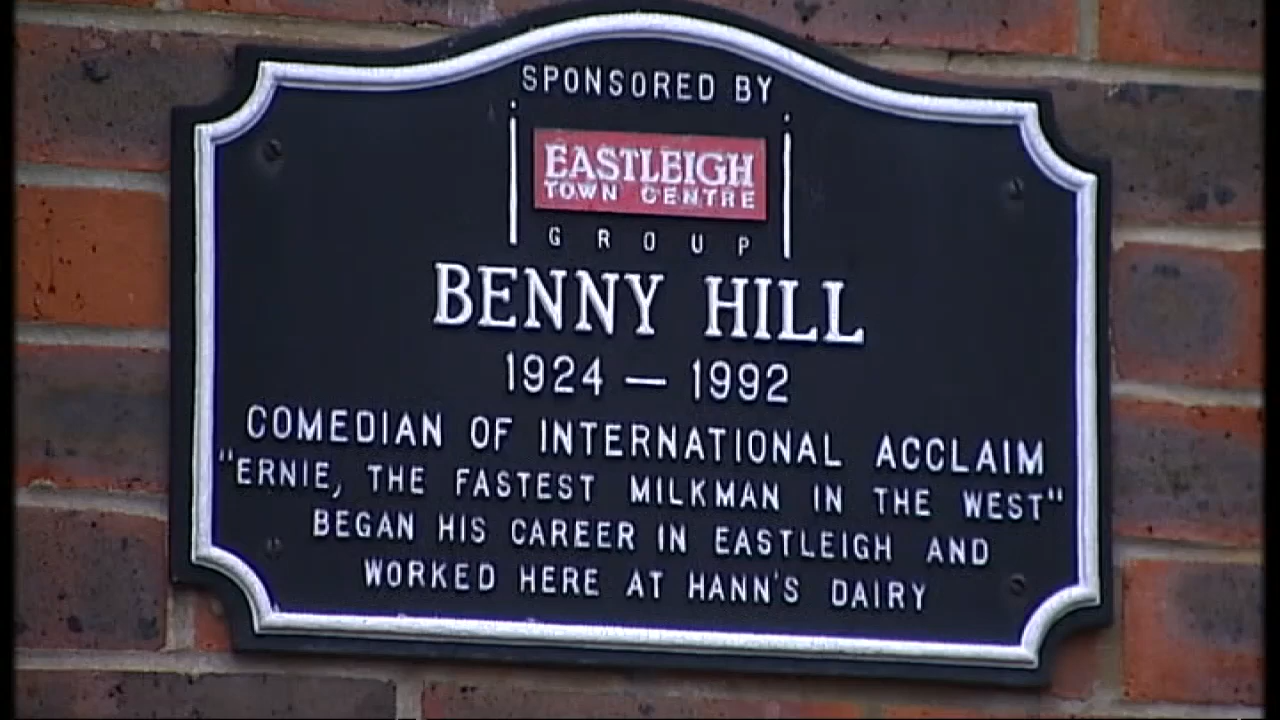 SPONSORED BY
EASTLEIGH
TOWN CENTRE
GROUP
BENNY HILL
1924 — 1992
COMEDIAN OF INTERNATIONAL ACCLAIM
"ERNIE, THE FASTEST MILKMAN IN THE WEST"
BEGAN HIS CAREER IN EASTLEIGH AND
WORKED HERE AT HANN'S DAIRY